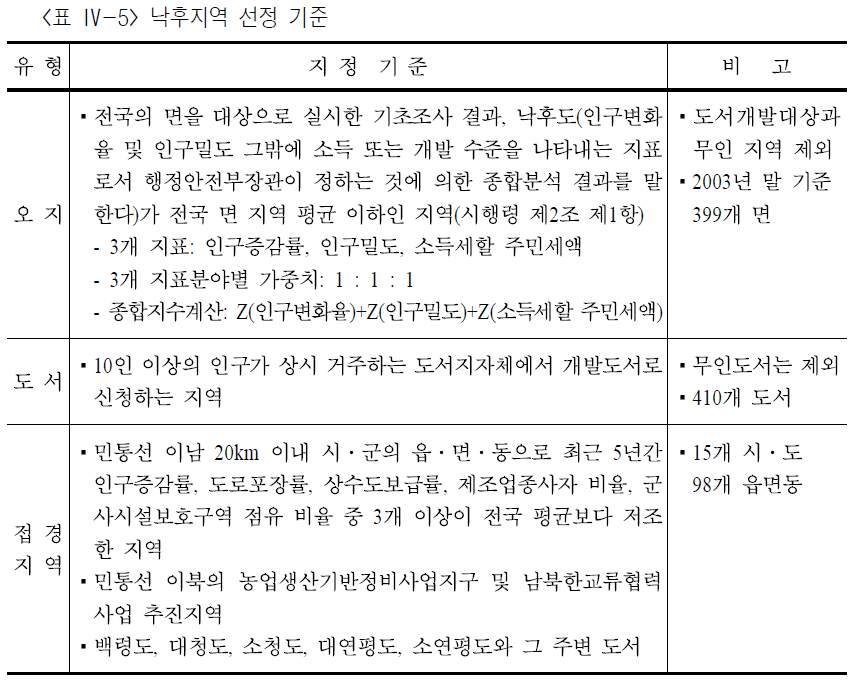 <표 Ⅳ-5> 낙후지역 선정 기준
유 형
지 정 기 준
비 고
오 지
▪전국의 면을 대상으로 실시한 기초조사 결과, 낙후도(인구변화
율 및 인구밀도 그밖에 소득 또는 개발 수준을 나타내는 지표
로서 행정안전부장관이 정하는 것에 의한 종합분석 결과를 말
한다)가 전국 면 지역 평균 이하인 지역(시행령 제2조 제1항)
- 3개 지표: 인구증감률, 인구밀도, 소득세할 주민세액
- 3개 지표분야별 가중치: 1 : 1 : 1
- 종합지수계산: Z(인구변화율)+Z(인구밀도)+Z(소득세할 주민세액)
▪도서개발대상과
무인 지역 제외
▪2003년 말 기준
399개 면
도 서
▪10인 이상의 인구가 상시 거주하는 도서지자체에서 개발도서로
신청하는 지역
▪무인도서는 제외
▪410개 도서
접 경
지 역
▪민통선 이남 20km 이내 시·군의 읍·면·동으로 최근 5년간
인구증감률, 도로포장률, 상수도보급률, 제조업종사자 비율, 군
사시설보호구역 점유 비율 중 3개 이상이 전국 평균보다 저조
한 지역
▪민통선 이북의 농업생산기반정비사업지구 및 남북한교류협력
사업 추진지역
▪백령도, 대청도, 소청도, 대연평도, 소연평도와 그 주변 도서
▪15개 시·도
98개 읍면동